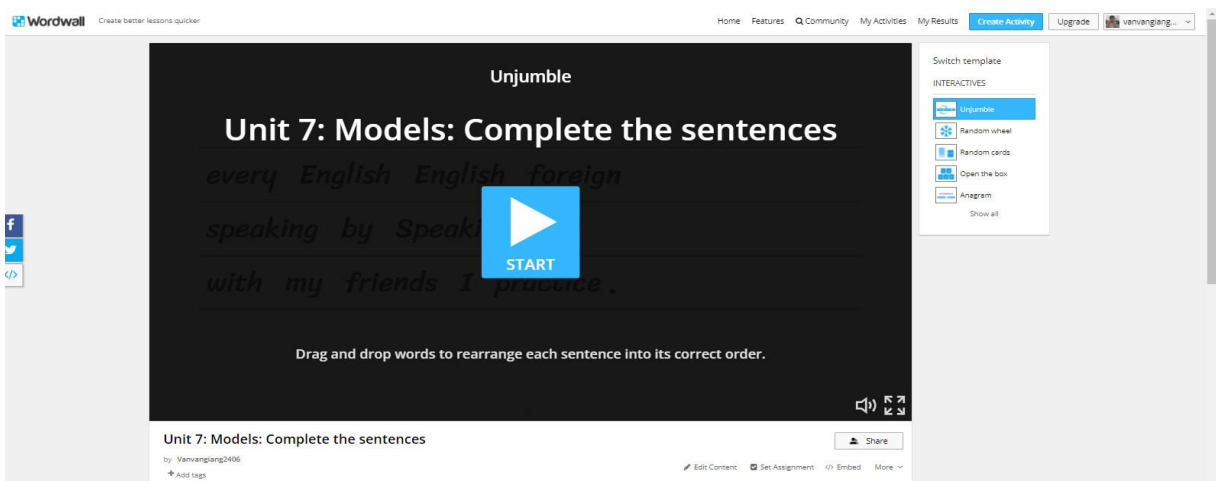 Wordwall Create better lessons quicker Home Features Community My Activities My Results Create Activity Upgrade vanvangiang...
Unjumble
Unit 7: Models: Complete the sentences
every English English foreign
speaking by Speaki
with my friends I practice.
START
Drag and drop words to rearrange each sentence into its correct order.
Switch template
INTERACTIVES
Unjumble
Random wheel
Random cards
Open the box
Anagram
Show all
Unit 7: Models: Complete the sentences
Share
by Vanvangiang2406
+ Add tags
Edit Content Set Assignment </> Embed More
f
</>